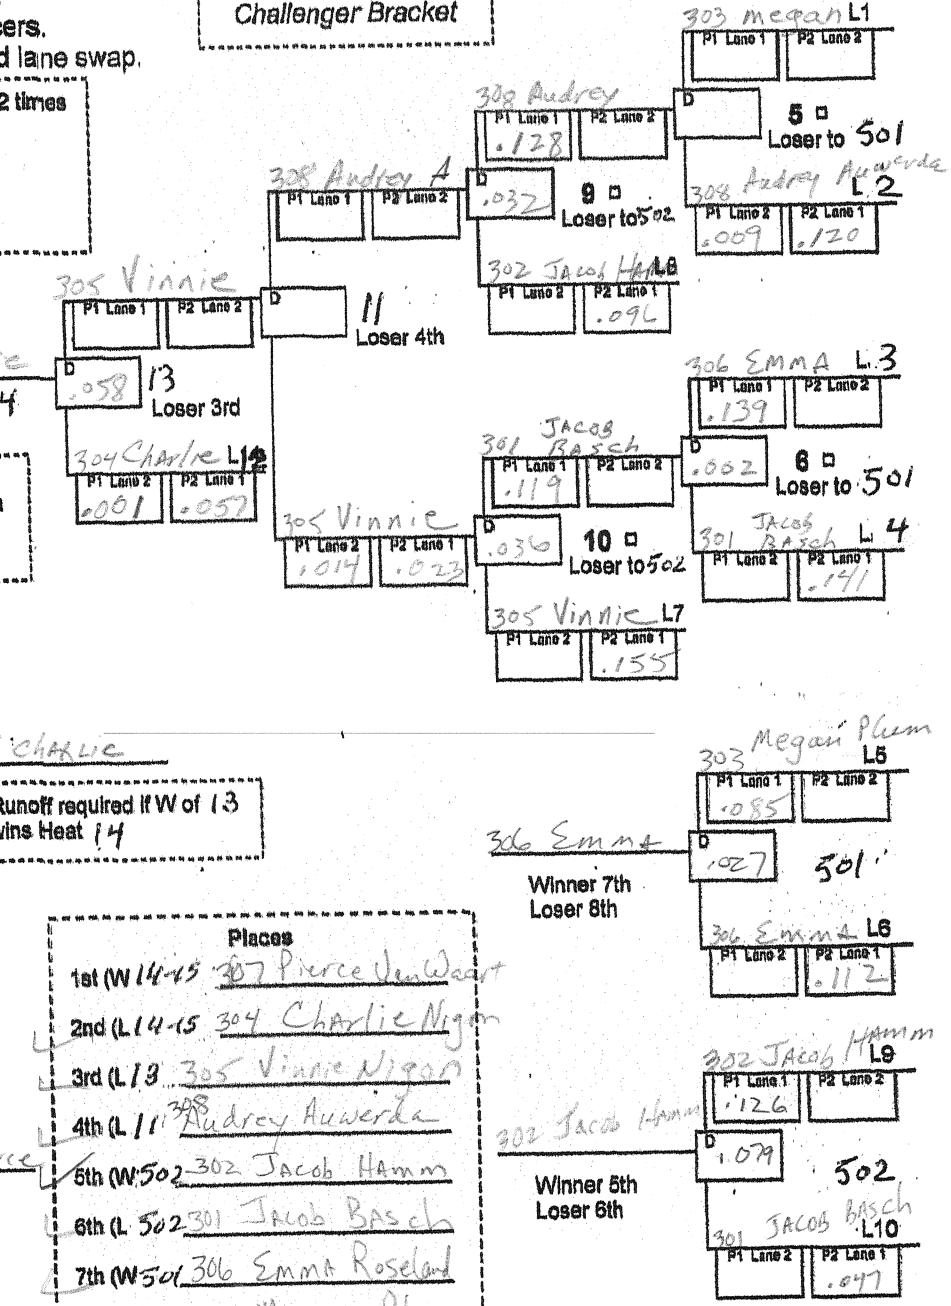 Challenger Bracket
cers.
d lane swap.
2 times
303 megan L1
P1 Lane 1 P2 Lane 2
D
5
Loser to 501
308 Audrey Auwerda
L 2
P1 Lane 2 P2 Lane 1
.009 .120
308 Audrey
P1 Lane 1 P2 Lane 2
.128
D
.032
9
Loser to 502
302 JACOB HAMM L8
P1 Lane 2 P2 Lane 1
.096
308 Audrey A
P1 Lane 1 P2 Lane 2
D
11
Loser 4th
305 Vinnie
P1 Lane 1 P2 Lane 2
D
.058
13
Loser 3rd
304 Charlie
P1 Lane 2 P2 Lane 1
.001 .057
306 EMMA L 3
P1 Lane 1 P2 Lane 2
.139
D
.002
6
Loser to 501
301 JACOB BASCH L 4
P1 Lane 2 P2 Lane 1
.141
301 JACOB BASCH
P1 Lane 1 P2 Lane 2
.119
D
.036
10
Loser to 502
305 Vinnie L7
P1 Lane 2 P2 Lane 1
.155
305 Vinnie
P1 Lane 2 P2 Lane 1
.014 .023
CHARLIE
Runoff required if W of 13
wins Heat 14
303 Megan Plum
L5
P1 Lane 1 P2 Lane 2
.085
306 Emma
D
.027
501
Winner 7th
Loser 8th
306 Emma L6
P1 Lane 2 P2 Lane 1
.112
302 JACOB HAMM
L9
P1 Lane 1 P2 Lane 2
.126
302 Jacob Hamm
D
1.079
502
Winner 5th
Loser 6th
301 JACOB BASCH
L10
P1 Lane 2 P2 Lane 1
.047
Places
1st (W 14-15 307 Pierce VanWaart
2nd (L 14-15 304 Charlie Nigon
3rd (L 13 305 Vinnie Nigon
4th (L 11 308 Audrey Auwerda
5th (W 502 302 JACOB HAMM
6th (L 502 301 JACOB BASCH
7th (W 501 306 EMMA Roseland